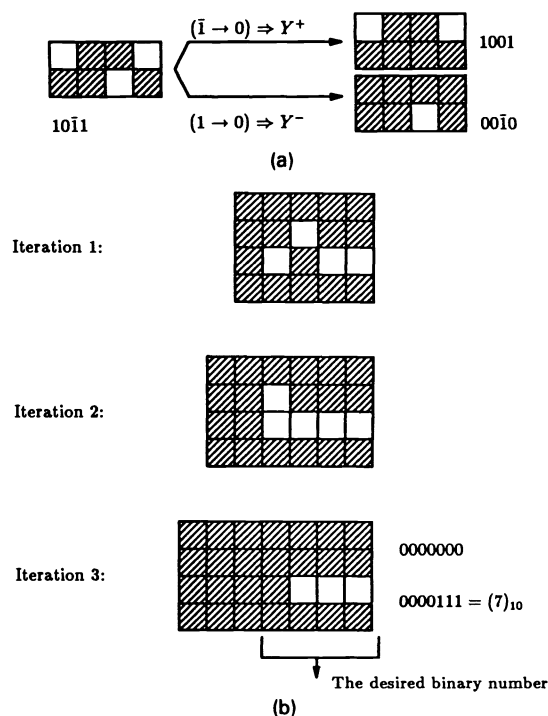 (1̄ → 0) ⇒ Y⁺
1001
101̄1
(1 → 0) ⇒ Y⁻
001̄0
(a)
Iteration 1:
Iteration 2:
Iteration 3:
0000000
0000111 = (7)₁₀
The desired binary number
(b)